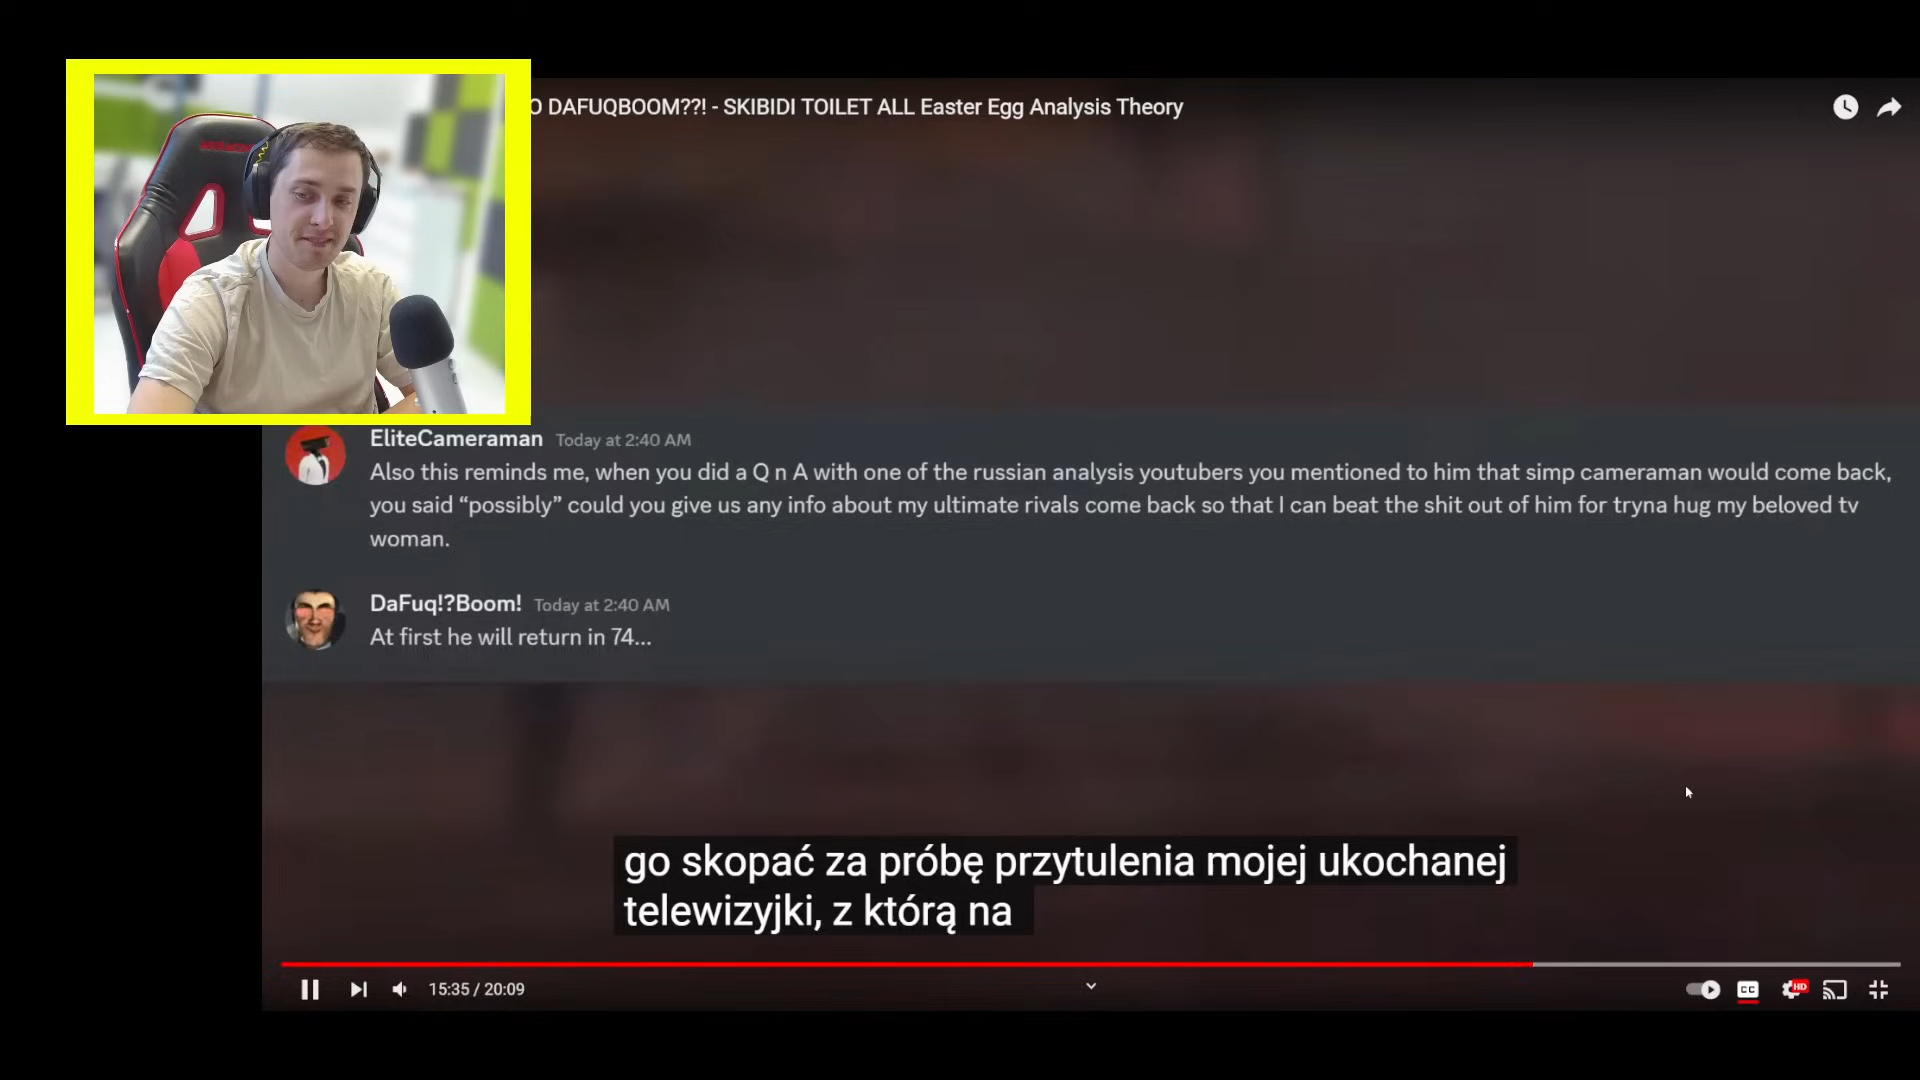 O DAFUQBOOM??! - SKIBIDI TOILET ALL Easter Egg Analysis Theory
EliteCameraman Today at 2:40 AM
Also this reminds me, when you did a Q n A with one of the russian analysis youtubers you mentioned to him that simp cameraman would come back,
you said “possibly” could you give us any info about my ultimate rivals come back so that I can beat the shit out of him for tryna hug my beloved tv
woman.
DaFuq!?Boom! Today at 2:40 AM
At first he will return in 74...
go skopać za próbę przytulenia mojej ukochanej
telewizyjki, z którą na
15:35 / 20:09
CC
HD